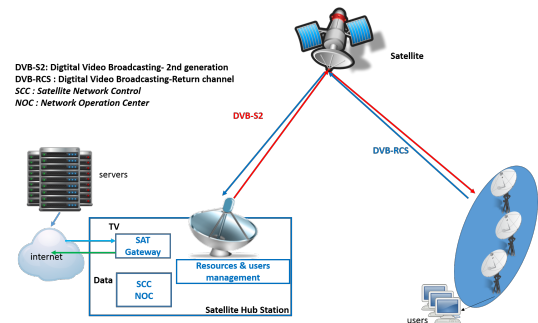 DVB-S2: Digtital Video Broadcasting- 2nd generation
DVB-RCS : Digtital Video Broadcasting-Return channel
SCC : Satellite Network Control
NOC : Network Operation Center
Satellite
DVB-S2
DVB-RCS
servers
internet
TV
SAT
Gateway
Data
SCC
NOC
Resources & users
management
Satellite Hub Station
users